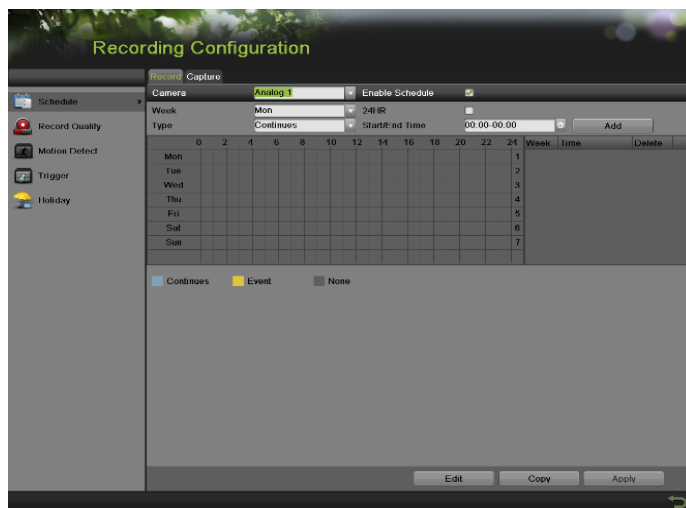 Recording Configuration
Record Capture
Camera Analog 1 Enable Schedule
Week Mon 24HR
Type Continues Start/End Time 00:00-00:00 Add
Schedule
Record Quality
Motion Detect
Trigger
Holiday
0 2 4 6 8 10 12 14 16 18 20 22 24 Week Time Delete
Mon 1
Tue 2
Wed 3
Thu 4
Fri 5
Sat 6
Sun 7
Continues Event None
Edit Copy Apply